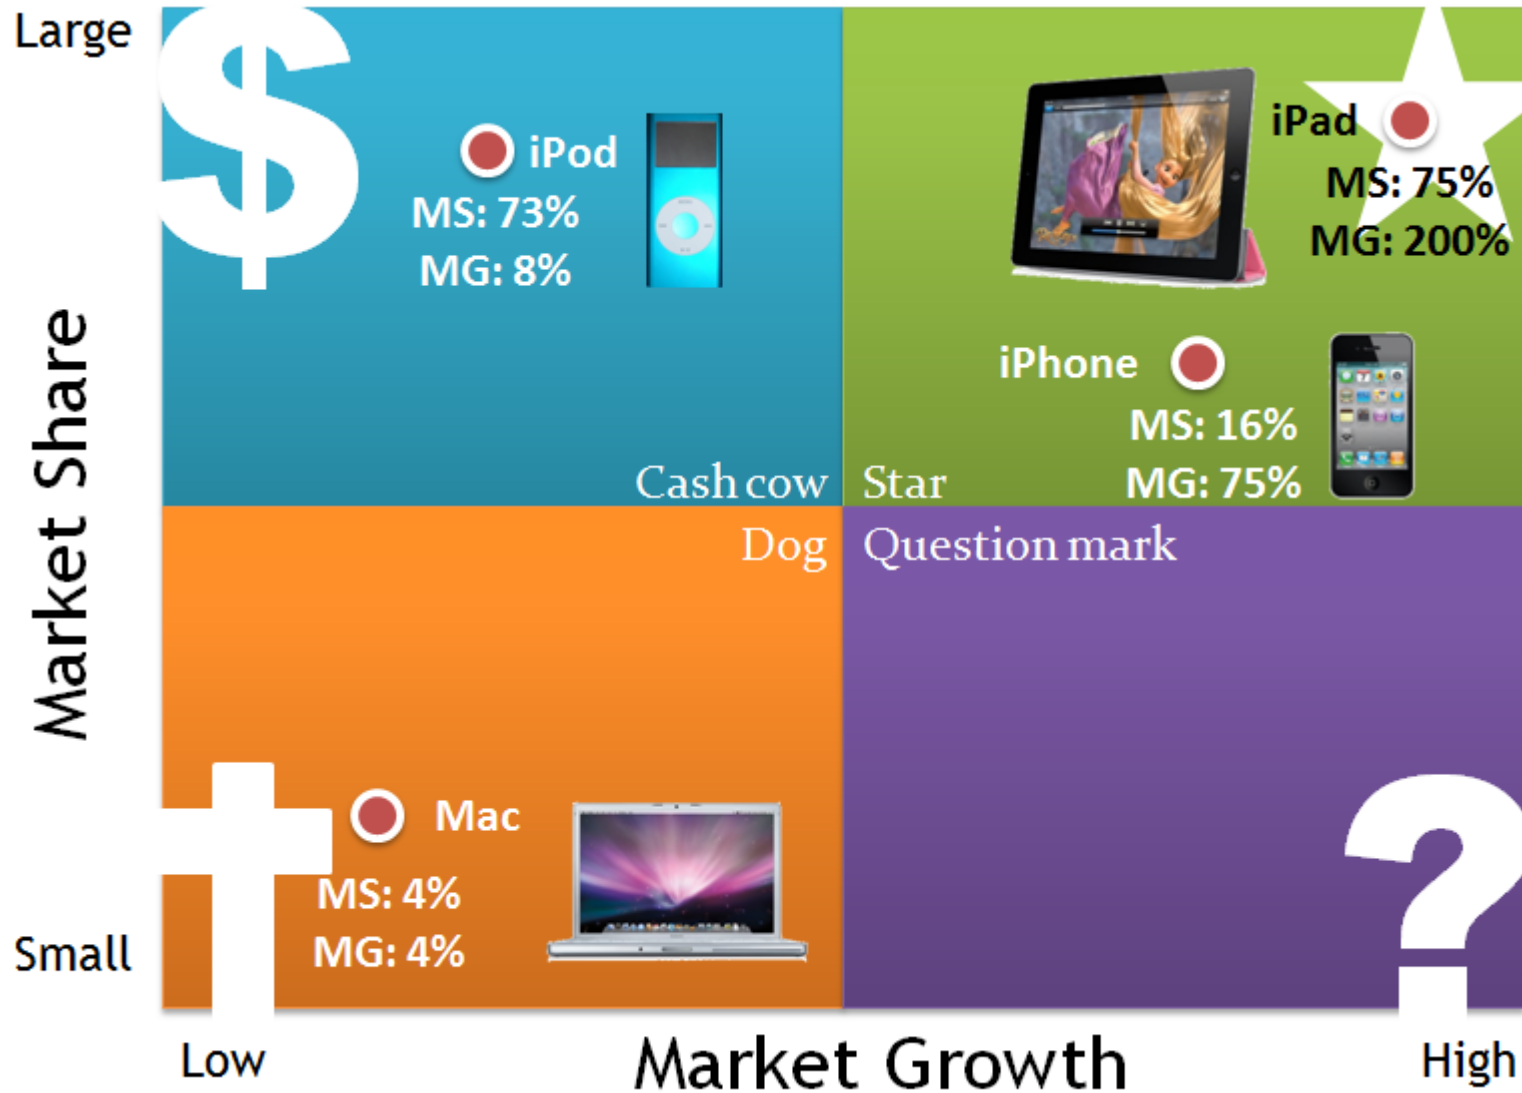 Large
Market Share
Small
$
iPod
MS: 73%
MG: 8%
Cash cow
iPad
MS: 75%
MG: 200%
iPhone
MS: 16%
MG: 75%
Star
Dog
Mac
MS: 4%
MG: 4%
Question mark
?
Low
Market Growth
High